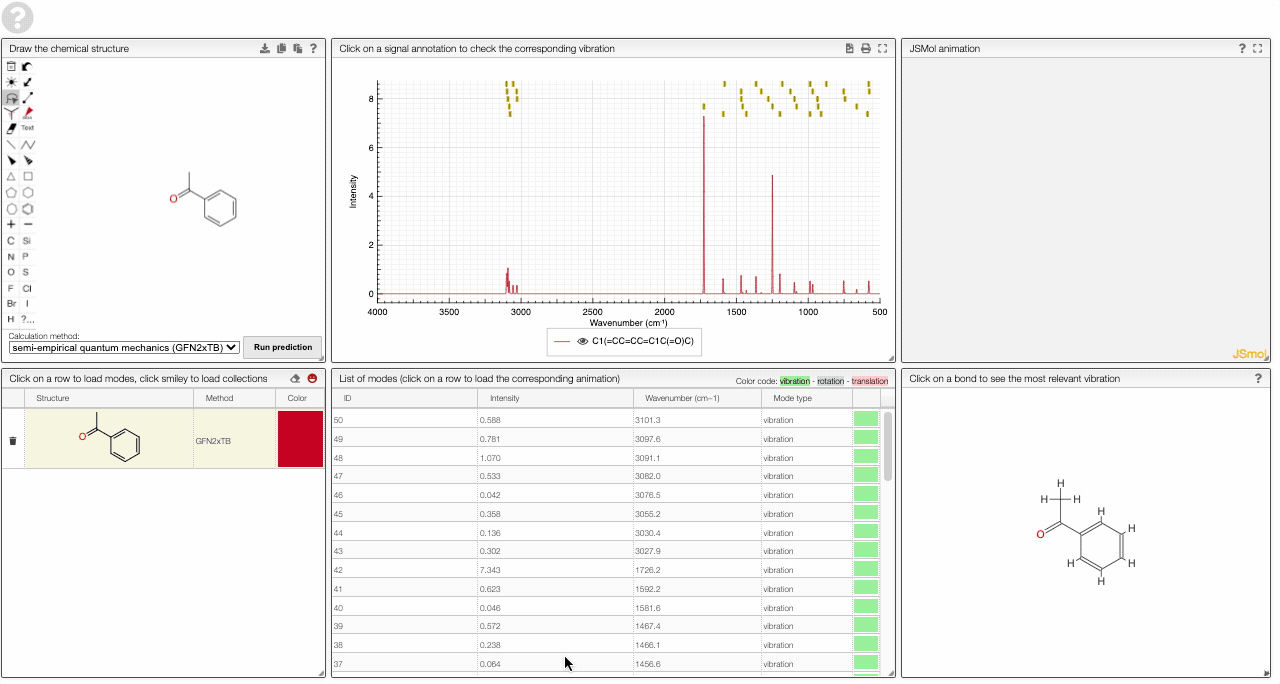 ?
Draw the chemical structure ?
Text
C Si
N P
O S
F Cl
Br I
H ?...
O
Calculation method:
semi-empirical quantum mechanics (GFN2xTB)
Run prediction
Click on a signal annotation to check the corresponding vibration
Intensity
8
6
4
2
0
4000 3500 3000 2500 2000 1500 1000 500
Wavenumber (cm-1)
C1(=CC=CC=C1C(=O)C)
JSMol animation ?
JSmol
Click on a row to load modes, click smiley to load collections
Structure Method Color
O
GFN2xTB
List of modes (click on a row to load the corresponding animation) Color code: vibration - rotation - translation
ID Intensity Wavenumber (cm−1) Mode type
50 0.588 3101.3 vibration
49 0.781 3097.6 vibration
48 1.070 3091.1 vibration
47 0.533 3082.0 vibration
46 0.042 3076.5 vibration
45 0.358 3055.2 vibration
44 0.136 3030.4 vibration
43 0.302 3027.9 vibration
42 7.343 1726.2 vibration
41 0.623 1592.2 vibration
40 0.046 1581.6 vibration
39 0.572 1467.4 vibration
38 0.238 1466.1 vibration
37 0.064 1456.6 vibration
Click on a bond to see the most relevant vibration ?
H
H H
H
O H
H H
H